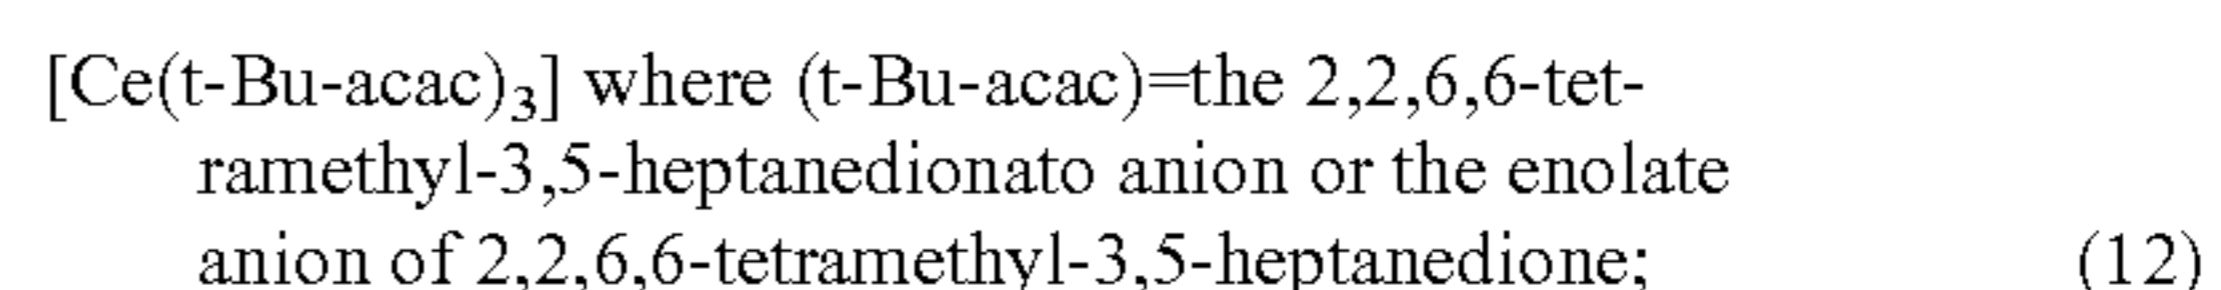 [Ce(t-Bu-acac)₃] where (t-Bu-acac)=the 2,2,6,6-tet-
ramethyl-3,5-heptanedionato anion or the enolate
anion of 2,2,6,6-tetramethyl-3,5-heptanedione; (12)